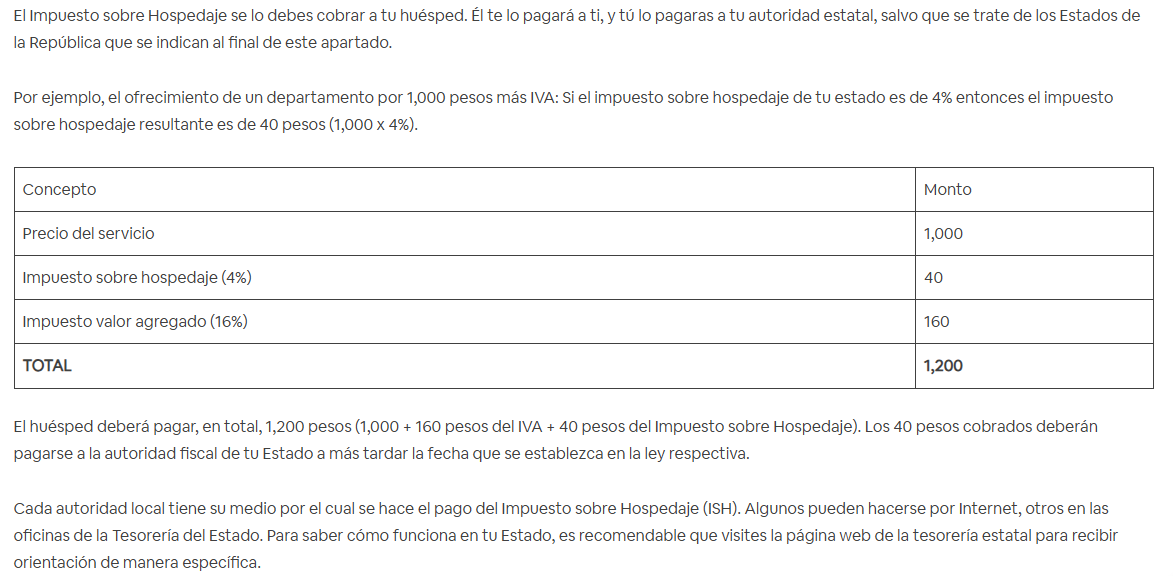 El Impuesto sobre Hospedaje se lo debes cobrar a tu huésped. Él te lo pagará a ti, y tú lo pagaras a tu autoridad estatal, salvo que se trate de los Estados de
la República que se indican al final de este apartado.
Por ejemplo, el ofrecimiento de un departamento por 1,000 pesos más IVA: Si el impuesto sobre hospedaje de tu estado es de 4% entonces el impuesto
sobre hospedaje resultante es de 40 pesos (1,000 x 4%).
Concepto Monto
Precio del servicio 1,000
Impuesto sobre hospedaje (4%) 40
Impuesto valor agregado (16%) 160
TOTAL 1,200
El huésped deberá pagar, en total, 1,200 pesos (1,000 + 160 pesos del IVA + 40 pesos del Impuesto sobre Hospedaje). Los 40 pesos cobrados deberán
pagarse a la autoridad fiscal de tu Estado a más tardar la fecha que se establezca en la ley respectiva.
Cada autoridad local tiene su medio por el cual se hace el pago del Impuesto sobre Hospedaje (ISH). Algunos pueden hacerse por Internet, otros en las
oficinas de la Tesorería del Estado. Para saber cómo funciona en tu Estado, es recomendable que visites la página web de la tesorería estatal para recibir
orientación de manera específica.